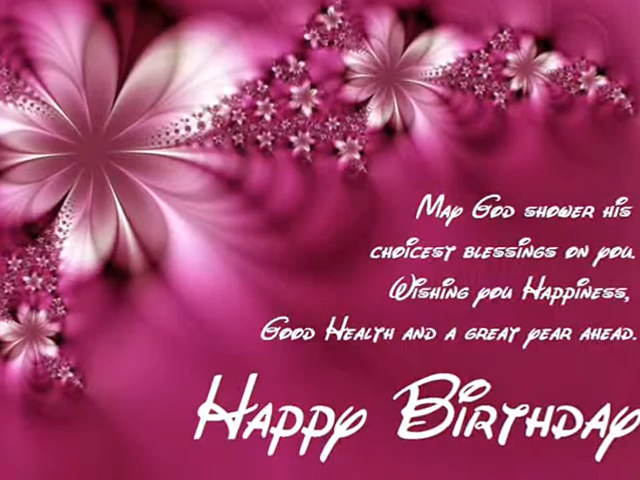 May God shower his
choicest blessings on you.
Wishing you Happiness,
Good Health and a great year ahead.
Happy Birthday